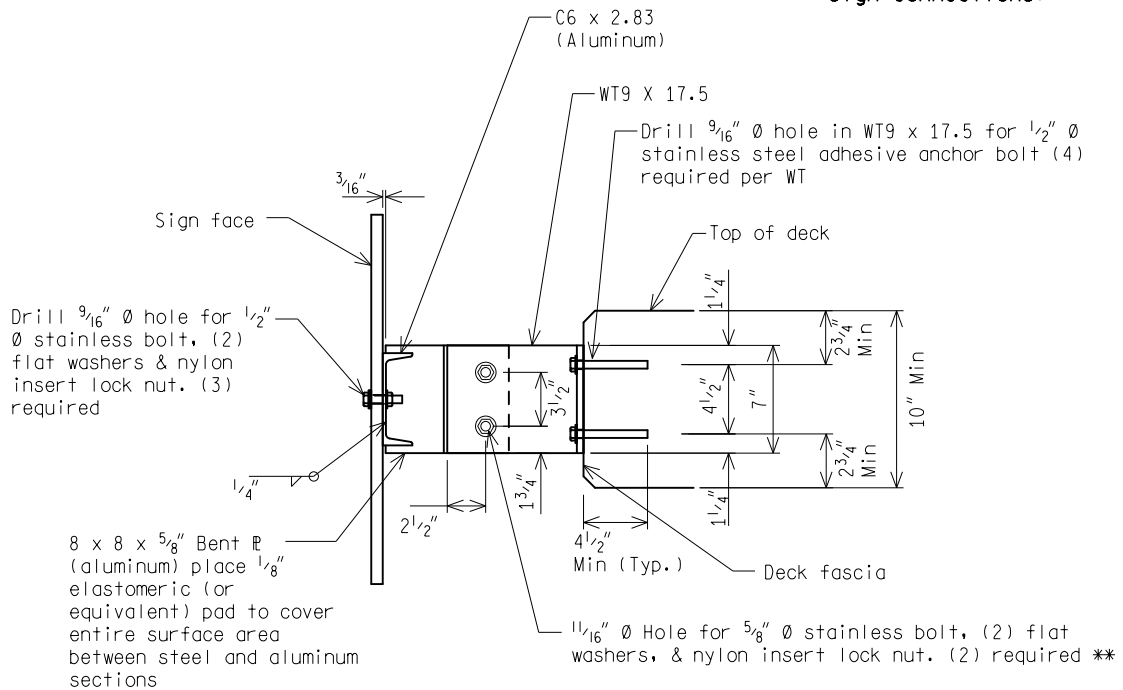 C6 x 2.83
(Aluminum)
WT9 X 17.5
Drill 9/16" Ø hole in WT9 x 17.5 for 1/2" Ø
stainless steel adhesive anchor bolt (4)
required per WT
3/16"
Sign face
Top of deck
1 1/4"
Drill 9/16" Ø hole for 1/2"
Ø stainless bolt, (2)
flat washers & nylon
insert lock nut. (3)
required
2 3/4"
Min
3 1/2"
4 1/2"
7"
10" Min
2 3/4"
Min
1/4"
2 1/2"
1 3/4"
1 1/4"
4 1/2"
Min (Typ.)
Deck fascia
8 x 8 x 5/8" Bent ℄
(aluminum) place 1/8"
elastomeric (or
equivalent) pad to cover
entire surface area
between steel and aluminum
sections
11/16" Ø Hole for 5/8" Ø stainless bolt, (2) flat
washers, & nylon insert lock nut. (2) required **